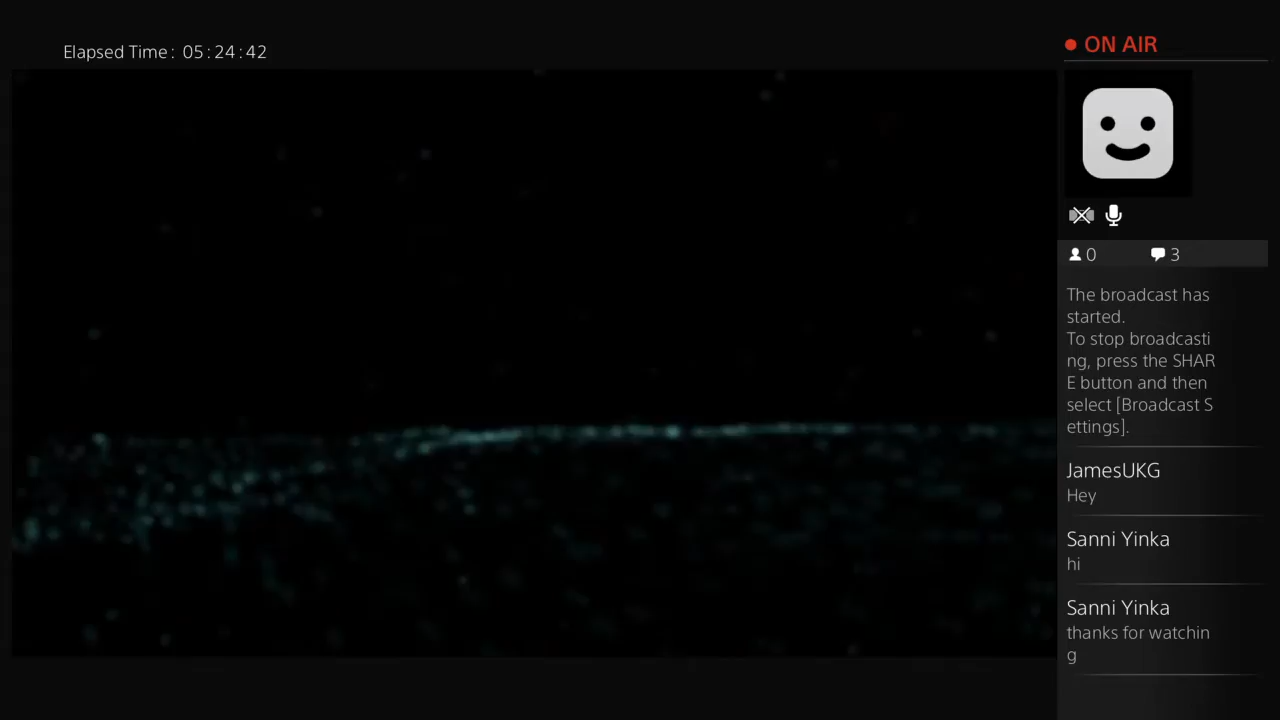 Elapsed Time: 05:24:42
ON AIR
0 3
The broadcast has
started.
To stop broadcasti
ng, press the SHAR
E button and then
select [Broadcast S
ettings].
JamesUKG
Hey
Sanni Yinka
hi
Sanni Yinka
thanks for watchin
g